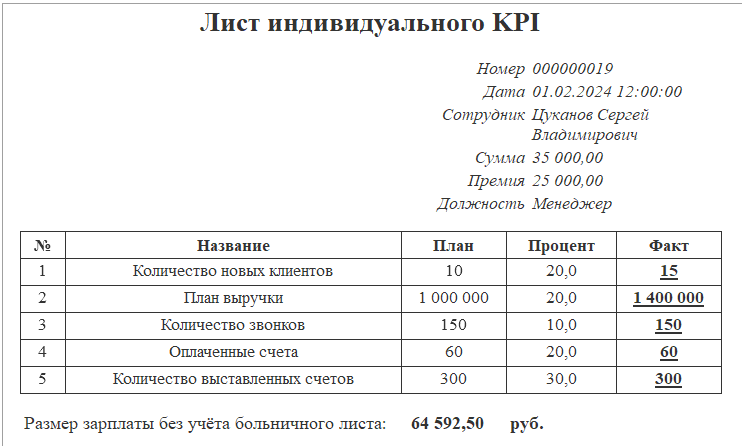 Лист индивидуального KPI
Номер 000000019
Дата 01.02.2024 12:00:00
Сотрудник Цуканов Сергей
Владимирович
Сумма 35 000,00
Премия 25 000,00
Должность Менеджер
№ Название План Процент Факт
1 Количество новых клиентов 10 20,0 15
2 План выручки 1 000 000 20,0 1 400 000
3 Количество звонков 150 10,0 150
4 Оплаченные счета 60 20,0 60
5 Количество выставленных счетов 300 30,0 300
Размер зарплаты без учёта больничного листа: 64 592,50 руб.